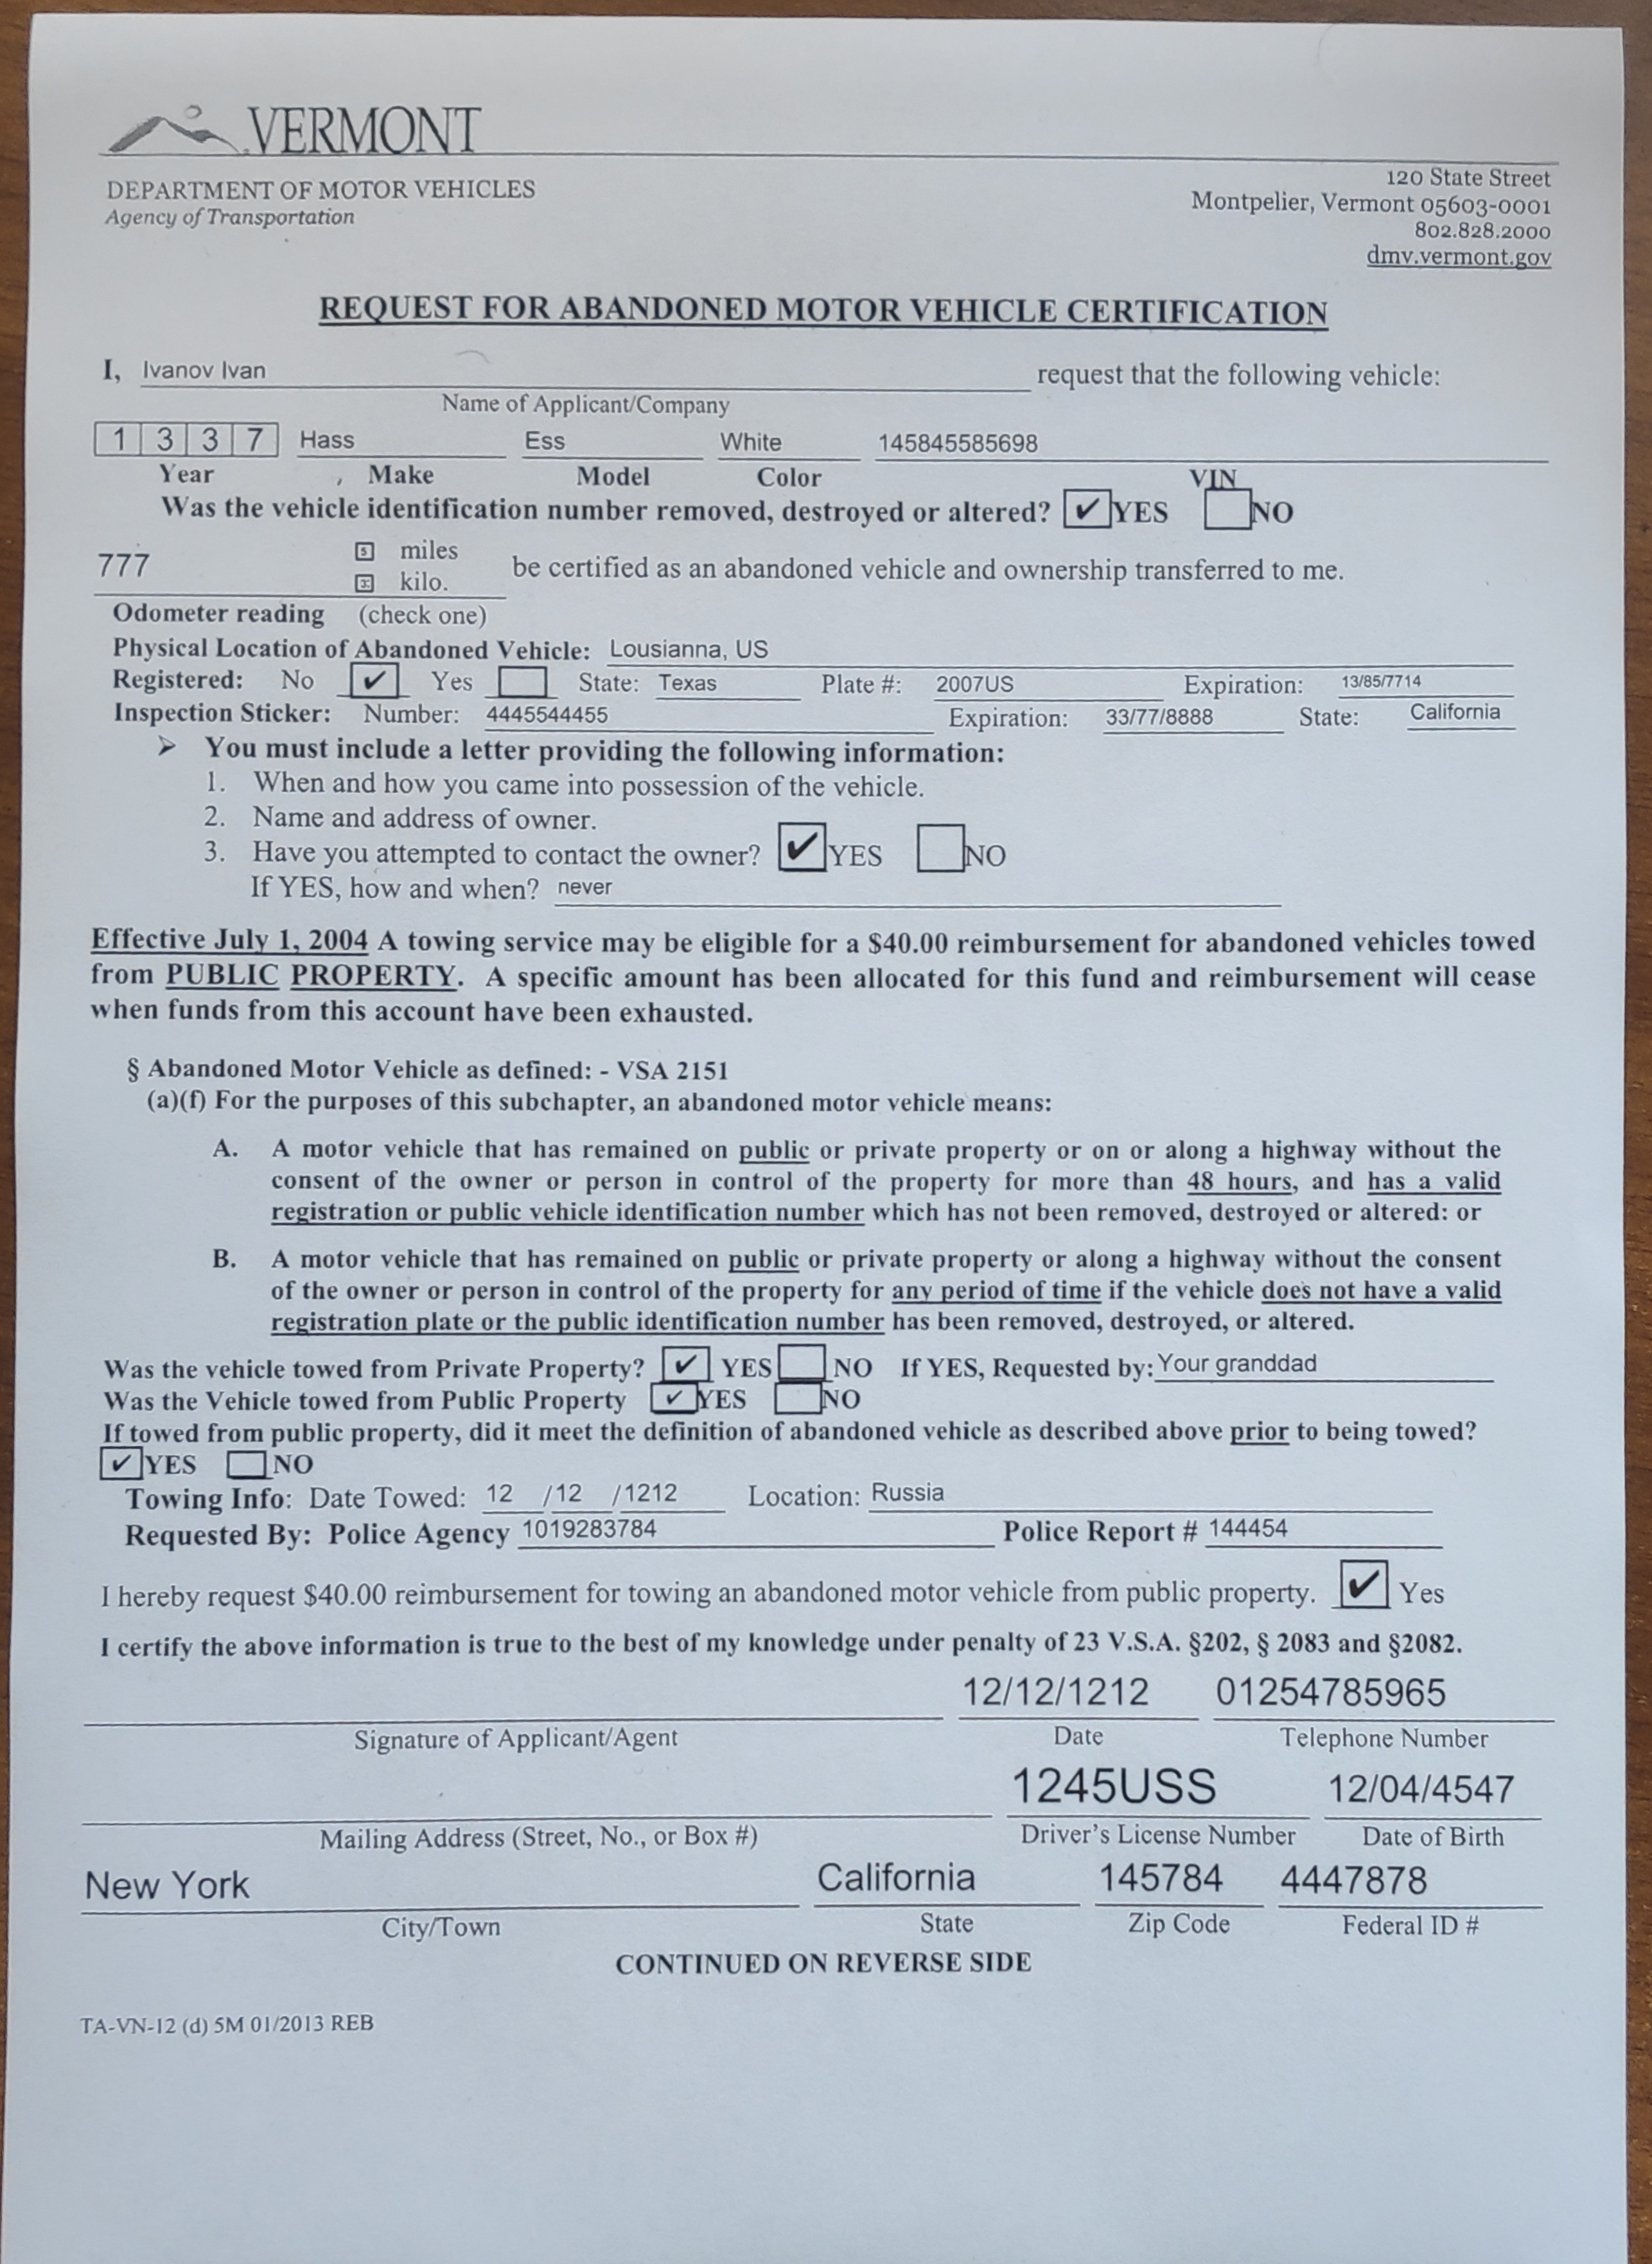 VERMONT
DEPARTMENT OF MOTOR VEHICLES
Agency of Transportation
120 State Street
Montpelier, Vermont 05603-0001
802.828.2000
dmv.vermont.gov
REQUEST FOR ABANDONED MOTOR VEHICLE CERTIFICATION
I, Ivanov Ivan request that the following vehicle:
Name of Applicant/Company
1 3 3 7 Hass Ess White 145845585698
Year Make Model Color VIN
Was the vehicle identification number removed, destroyed or altered? ✔ YES NO
777 miles
kilo. be certified as an abandoned vehicle and ownership transferred to me.
Odometer reading (check one)
Physical Location of Abandoned Vehicle: Lousianna, US
Registered: No ✔ Yes State: Texas Plate #: 2007US Expiration: 13/85/7714
Inspection Sticker: Number: 4445544455 Expiration: 33/77/8888 State: California
➢ You must include a letter providing the following information:
1. When and how you came into possession of the vehicle.
2. Name and address of owner.
3. Have you attempted to contact the owner? ✔ YES NO
If YES, how and when? never
Effective July 1, 2004 A towing service may be eligible for a $40.00 reimbursement for abandoned vehicles towed
from PUBLIC PROPERTY. A specific amount has been allocated for this fund and reimbursement will cease
when funds from this account have been exhausted.
§ Abandoned Motor Vehicle as defined: - VSA 2151
(a)(f) For the purposes of this subchapter, an abandoned motor vehicle means:
A. A motor vehicle that has remained on public or private property or on or along a highway without the
consent of the owner or person in control of the property for more than 48 hours, and has a valid
registration or public vehicle identification number which has not been removed, destroyed or altered: or
B. A motor vehicle that has remained on public or private property or along a highway without the consent
of the owner or person in control of the property for any period of time if the vehicle does not have a valid
registration plate or the public identification number has been removed, destroyed, or altered.
Was the vehicle towed from Private Property? ✔ YES NO If YES, Requested by: Your granddad
Was the Vehicle towed from Public Property ✔ YES NO
If towed from public property, did it meet the definition of abandoned vehicle as described above prior to being towed?
✔ YES NO
Towing Info: Date Towed: 12 /12 /1212 Location: Russia
Requested By: Police Agency 1019283784 Police Report # 144454
I hereby request $40.00 reimbursement for towing an abandoned motor vehicle from public property. ✔ Yes
I certify the above information is true to the best of my knowledge under penalty of 23 V.S.A. §202, § 2083 and §2082.
12/12/1212 01254785965
Signature of Applicant/Agent Date Telephone Number
1245USS 12/04/4547
Mailing Address (Street, No., or Box #) Driver's License Number Date of Birth
New York California 145784 4447878
City/Town State Zip Code Federal ID #
CONTINUED ON REVERSE SIDE
TA-VN-12 (d) 5M 01/2013 REB